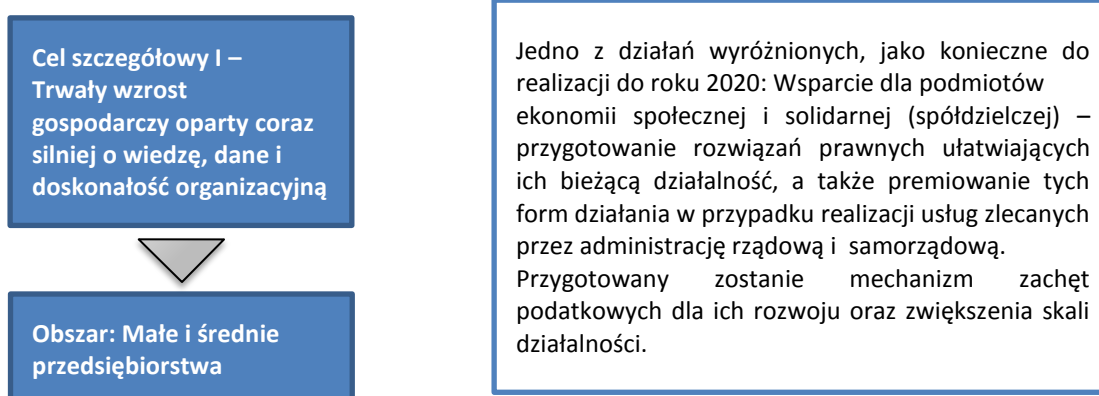 Cel szczegółowy I –
Trwały wzrost
gospodarczy oparty coraz
silniej o wiedzę, dane i
doskonałość organizacyjną
Obszar: Małe i średnie
przedsiębiorstwa
Jedno z działań wyróżnionych, jako konieczne do
realizacji do roku 2020: Wsparcie dla podmiotów
ekonomii społecznej i solidarnej (spółdzielczej) –
przygotowanie rozwiązań prawnych ułatwiających
ich bieżącą działalność, a także premiowanie tych
form działania w przypadku realizacji usług zlecanych
przez administrację rządową i samorządową.
Przygotowany zostanie mechanizm zachęt
podatkowych dla ich rozwoju oraz zwiększenia skali
działalności.